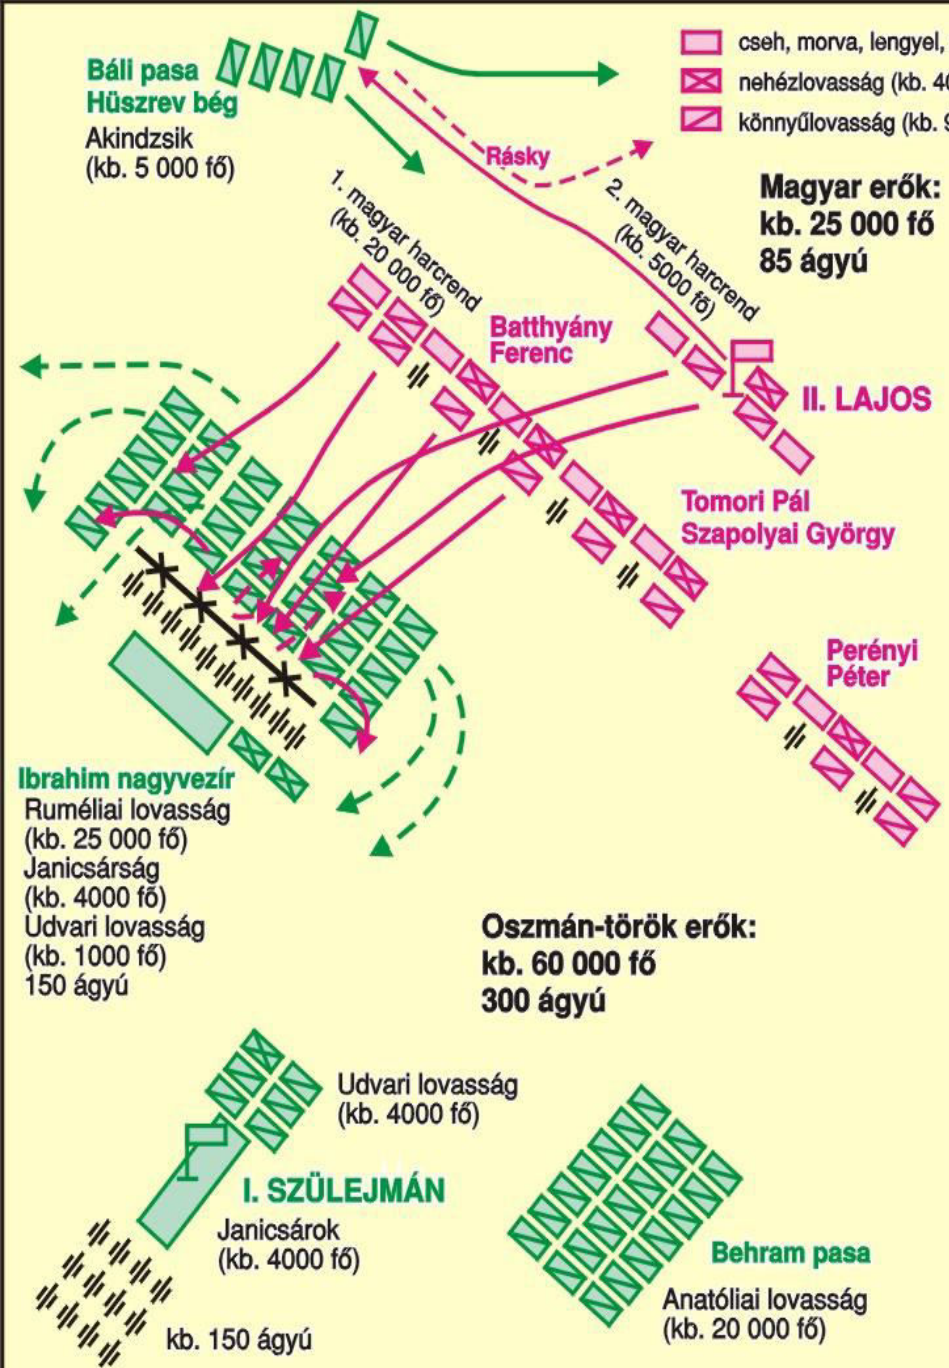 Báli pasa
Hüszrev bég
Akindzsik
(kb. 5 000 fő)
cseh, morva, lengyel,
nehézlovasság (kb. 40
könnyűlovasság (kb. 9
Magyar erők:
kb. 25 000 fő
85 ágyú
Rásky
1. magyar harcrend
(kb. 20 000 fő)
2. magyar harcrend
(kb. 5000 fő)
Batthyány
Ferenc
II. LAJOS
Tomori Pál
Szapolyai György
Perényi
Péter
Ibrahim nagyvezír
Ruméliai lovasság
(kb. 25 000 fő)
Janicsárság
(kb. 4000 fő)
Udvari lovasság
(kb. 1000 fő)
150 ágyú
Oszmán-török erők:
kb. 60 000 fő
300 ágyú
Udvari lovasság
(kb. 4000 fő)
I. SZÜLEJMÁN
Janicsárok
(kb. 4000 fő)
kb. 150 ágyú
Behram pasa
Anatóliai lovasság
(kb. 20 000 fő)